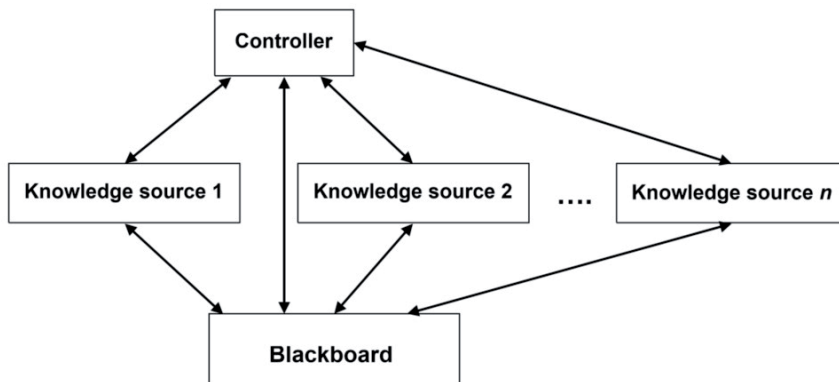 Controller
Knowledge source 1
Knowledge source 2
....
Knowledge source n
Blackboard